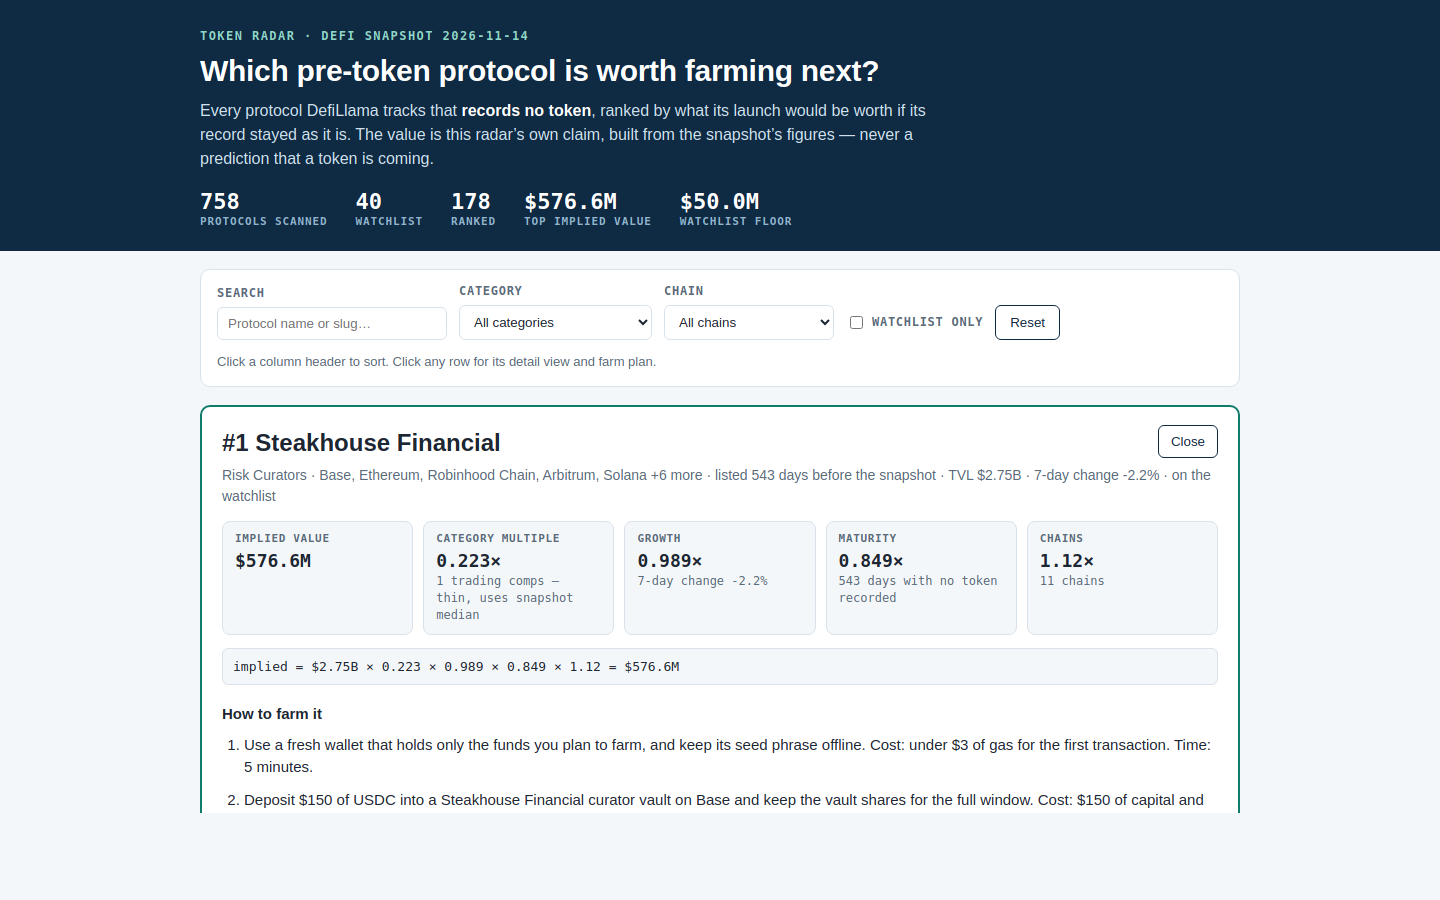 TOKEN RADAR · DEFI SNAPSHOT 2026-11-14
Which pre-token protocol is worth farming next?
Every protocol DefiLlama tracks that records no token, ranked by what its launch would be worth if its
record stayed as it is. The value is this radar’s own claim, built from the snapshot’s figures — never a
prediction that a token is coming.
758 40 178 $576.6M $50.0M
PROTOCOLS SCANNED WATCHLIST RANKED TOP IMPLIED VALUE WATCHLIST FLOOR
SEARCH CATEGORY CHAIN
Protocol name or slug… All categories All chains WATCHLIST ONLY Reset
Click a column header to sort. Click any row for its detail view and farm plan.
#1 Steakhouse Financial Close
Risk Curators · Base, Ethereum, Robinhood Chain, Arbitrum, Solana +6 more · listed 543 days before the snapshot · TVL $2.75B · 7-day change -2.2% · on the
watchlist
IMPLIED VALUE CATEGORY MULTIPLE GROWTH MATURITY CHAINS
$576.6M 0.223× 0.989× 0.849× 1.12×
1 trading comps — 7-day change -2.2% 543 days with no token 11 chains
thin, uses snapshot recorded
median
implied = $2.75B × 0.223 × 0.989 × 0.849 × 1.12 = $576.6M
How to farm it
1. Use a fresh wallet that holds only the funds you plan to farm, and keep its seed phrase offline. Cost: under $3 of gas for the first transaction. Time:
5 minutes.
2. Deposit $150 of USDC into a Steakhouse Financial curator vault on Base and keep the vault shares for the full window. Cost: $150 of capital and